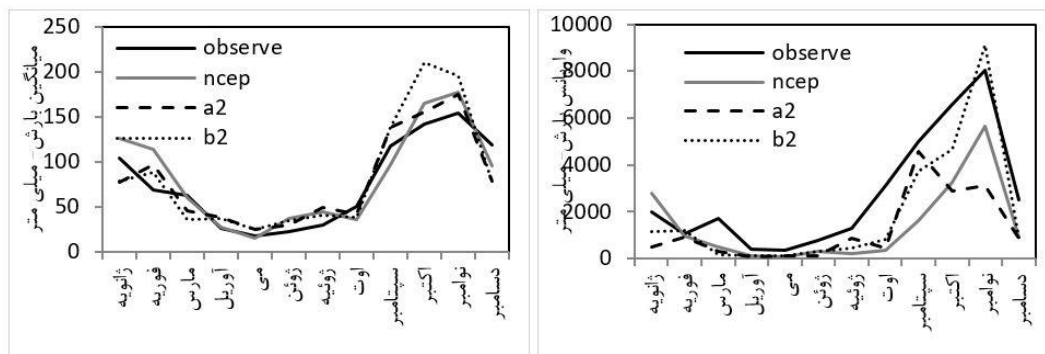 میانگین بارش - میلی متر
250
200
150
100
50
0
observe
ncep
a2
b2
ژانویه
فوریه
مارس
آوریل
می
ژوئن
ژوئیه
اوت
سپتامبر
اکتبر
نوامبر
دسامبر
واریانس بارش - میلی متر
10000
8000
6000
4000
2000
0
observe
ncep
a2
b2
ژانویه
فوریه
مارس
آوریل
می
ژوئن
ژوئیه
اوت
سپتامبر
اکتبر
نوامبر
دسامبر